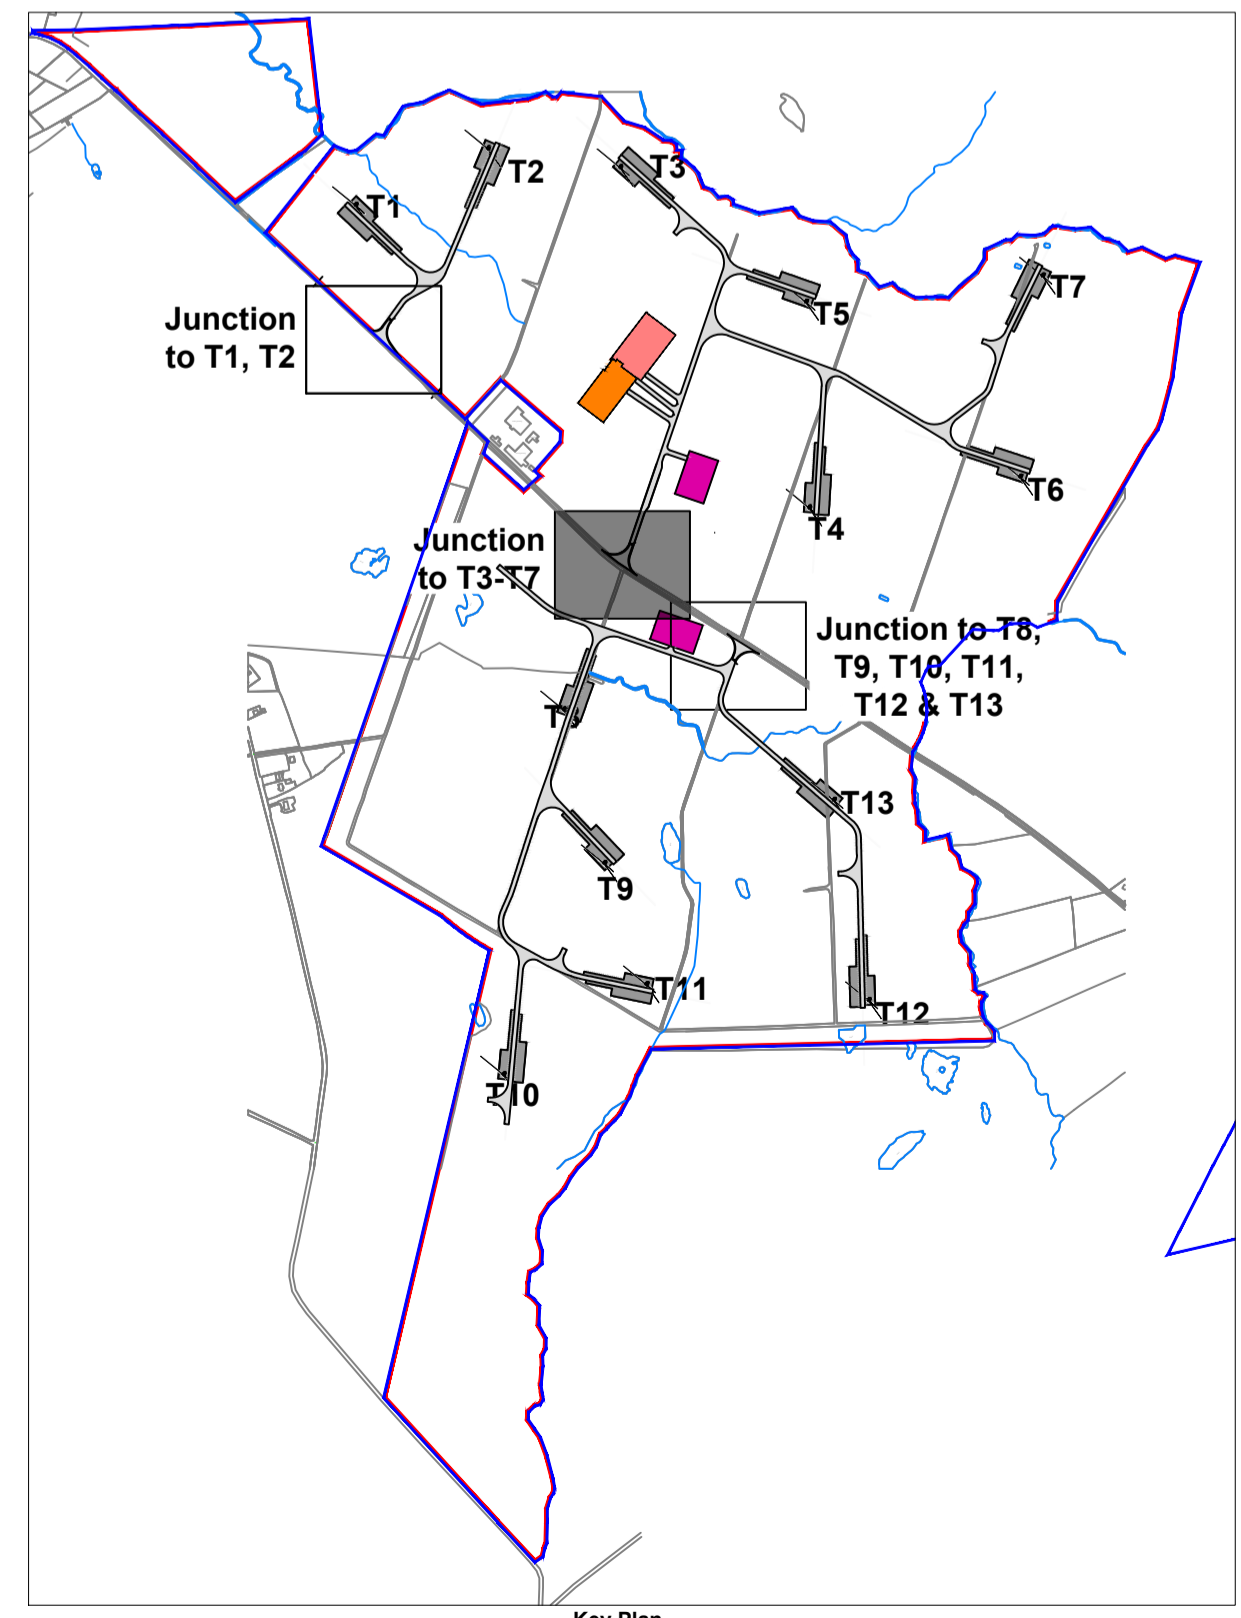 T2
T3
T1
T7
T5
Junction
to T1, T2
T6
T4
Junction
to T3-T7
Junction to T8,
T9, T10, T11,
T12 & T13
T13
T9
T11
T12
T10
Key Plan